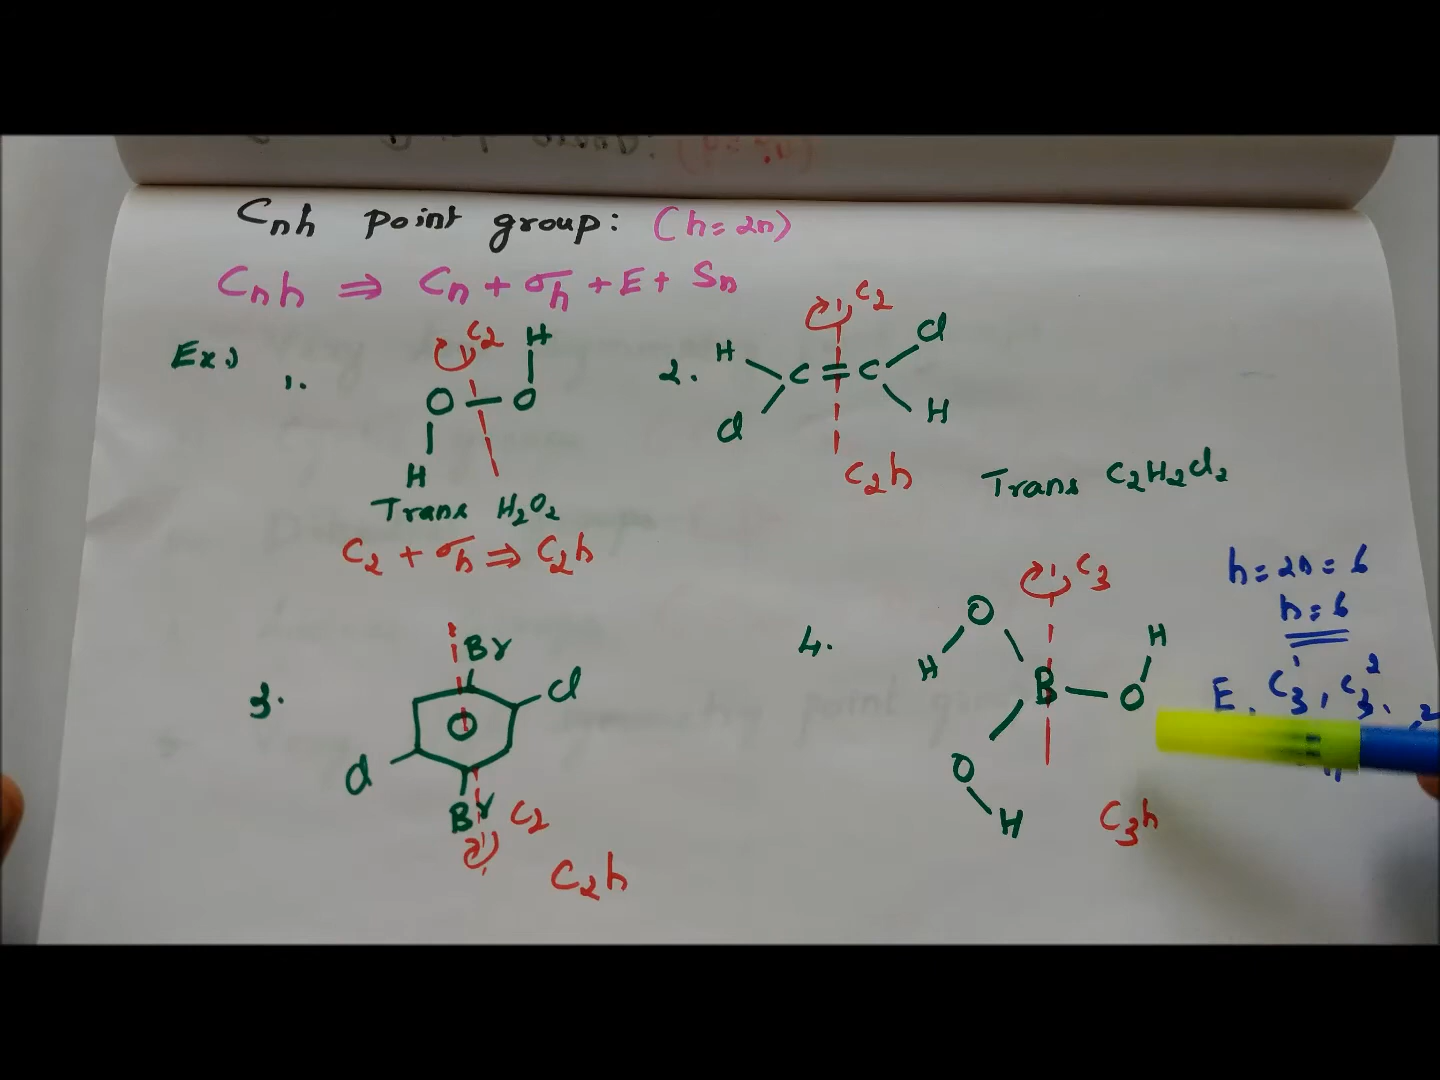 Cnh point group: (h=2n)
Cnh ⇒ Cn + σh + E + Sn
Ex:)
1.
C2
H
O — O
H
Trans H2O2
C2 + σh ⇒ C2h
2.
C2
H Cl
C = C
Cl H
C2h
Trans C2H2Cl2
3.
Br
Cl
Cl
Br
C2
C2h
4.
C3
O H
H B — O
O
H
C3h
h=2n=6
h=6
E, C3¹, C3²,